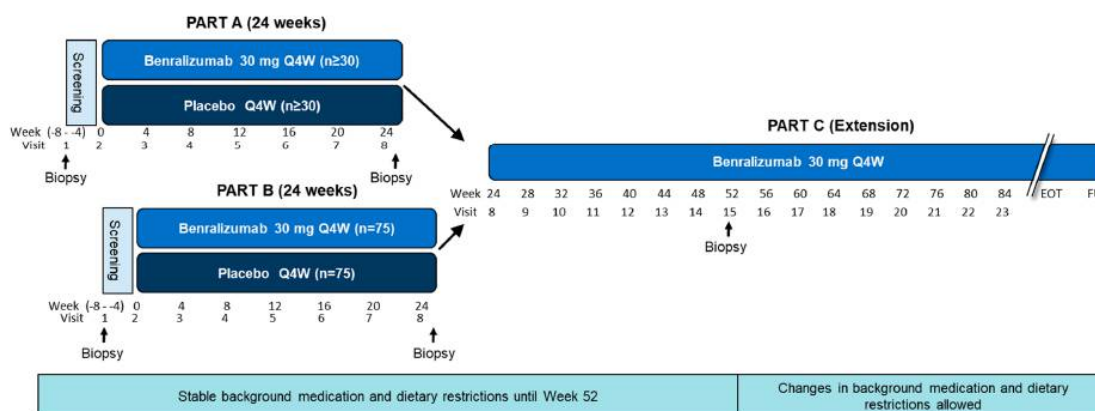 PART A (24 weeks)
Screening
Benralizumab 30 mg Q4W (n≥30)
Placebo Q4W (n≥30)
Week (-8 - -4) 0 4 8 12 16 20 24
Visit 1 2 3 4 5 6 7 8
Biopsy Biopsy
PART B (24 weeks)
Screening
Benralizumab 30 mg Q4W (n=75)
Placebo Q4W (n=75)
Week (-8 - -4) 0 4 8 12 16 20 24
Visit 1 2 3 4 5 6 7 8
Biopsy Biopsy
PART C (Extension)
Benralizumab 30 mg Q4W
Week 24 28 32 36 40 44 48 52 56 60 64 68 72 76 80 84 EOT
Visit 8 9 10 11 12 13 14 15 16 17 18 19 20 21 22 23
Biopsy
Stable background medication and dietary restrictions until Week 52
Changes in background medication and dietary
restrictions allowed